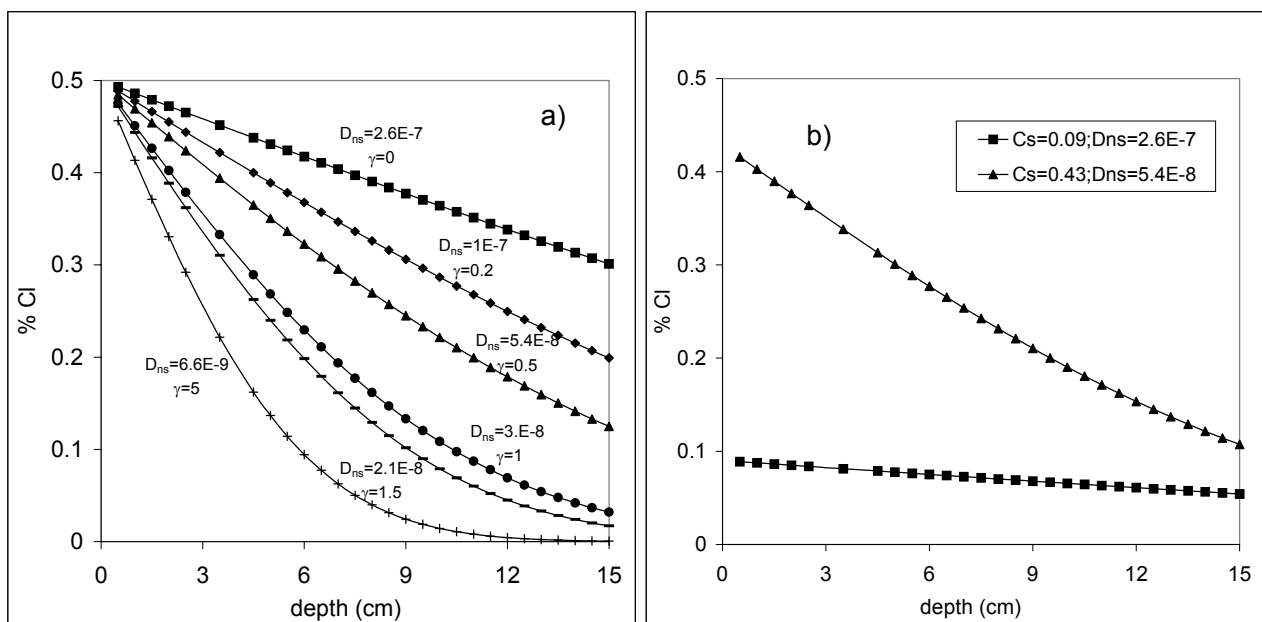 a)
0.5
0.4
0.3
0.2
0.1
0
% Cl
D_ns=2.6E-7
γ=0
D_ns=1E-7
γ=0.2
D_ns=5.4E-8
γ=0.5
D_ns=6.6E-9
γ=5
D_ns=3.E-8
γ=1
D_ns=2.1E-8
γ=1.5
0 3 6 9 12 15
depth (cm)
b)
0.5
0.4
0.3
0.2
0.1
0
% Cl
Cs=0.09;Dns=2.6E-7
Cs=0.43;Dns=5.4E-8
0 3 6 9 12 15
depth (cm)